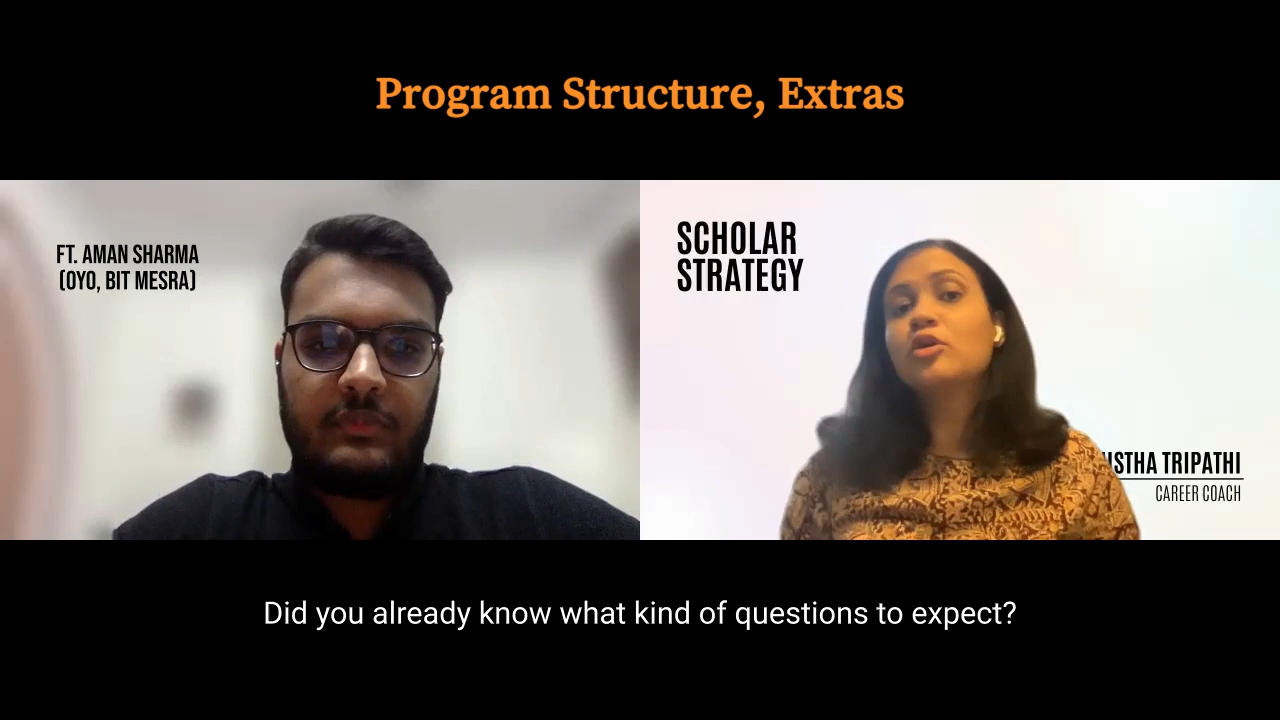 Program Structure, Extras
FT. AMAN SHARMA
(OYO, BIT MESRA)
SCHOLAR
STRATEGY
TRIPATHI
CAREER COACH
Did you already know what kind of questions to expect?